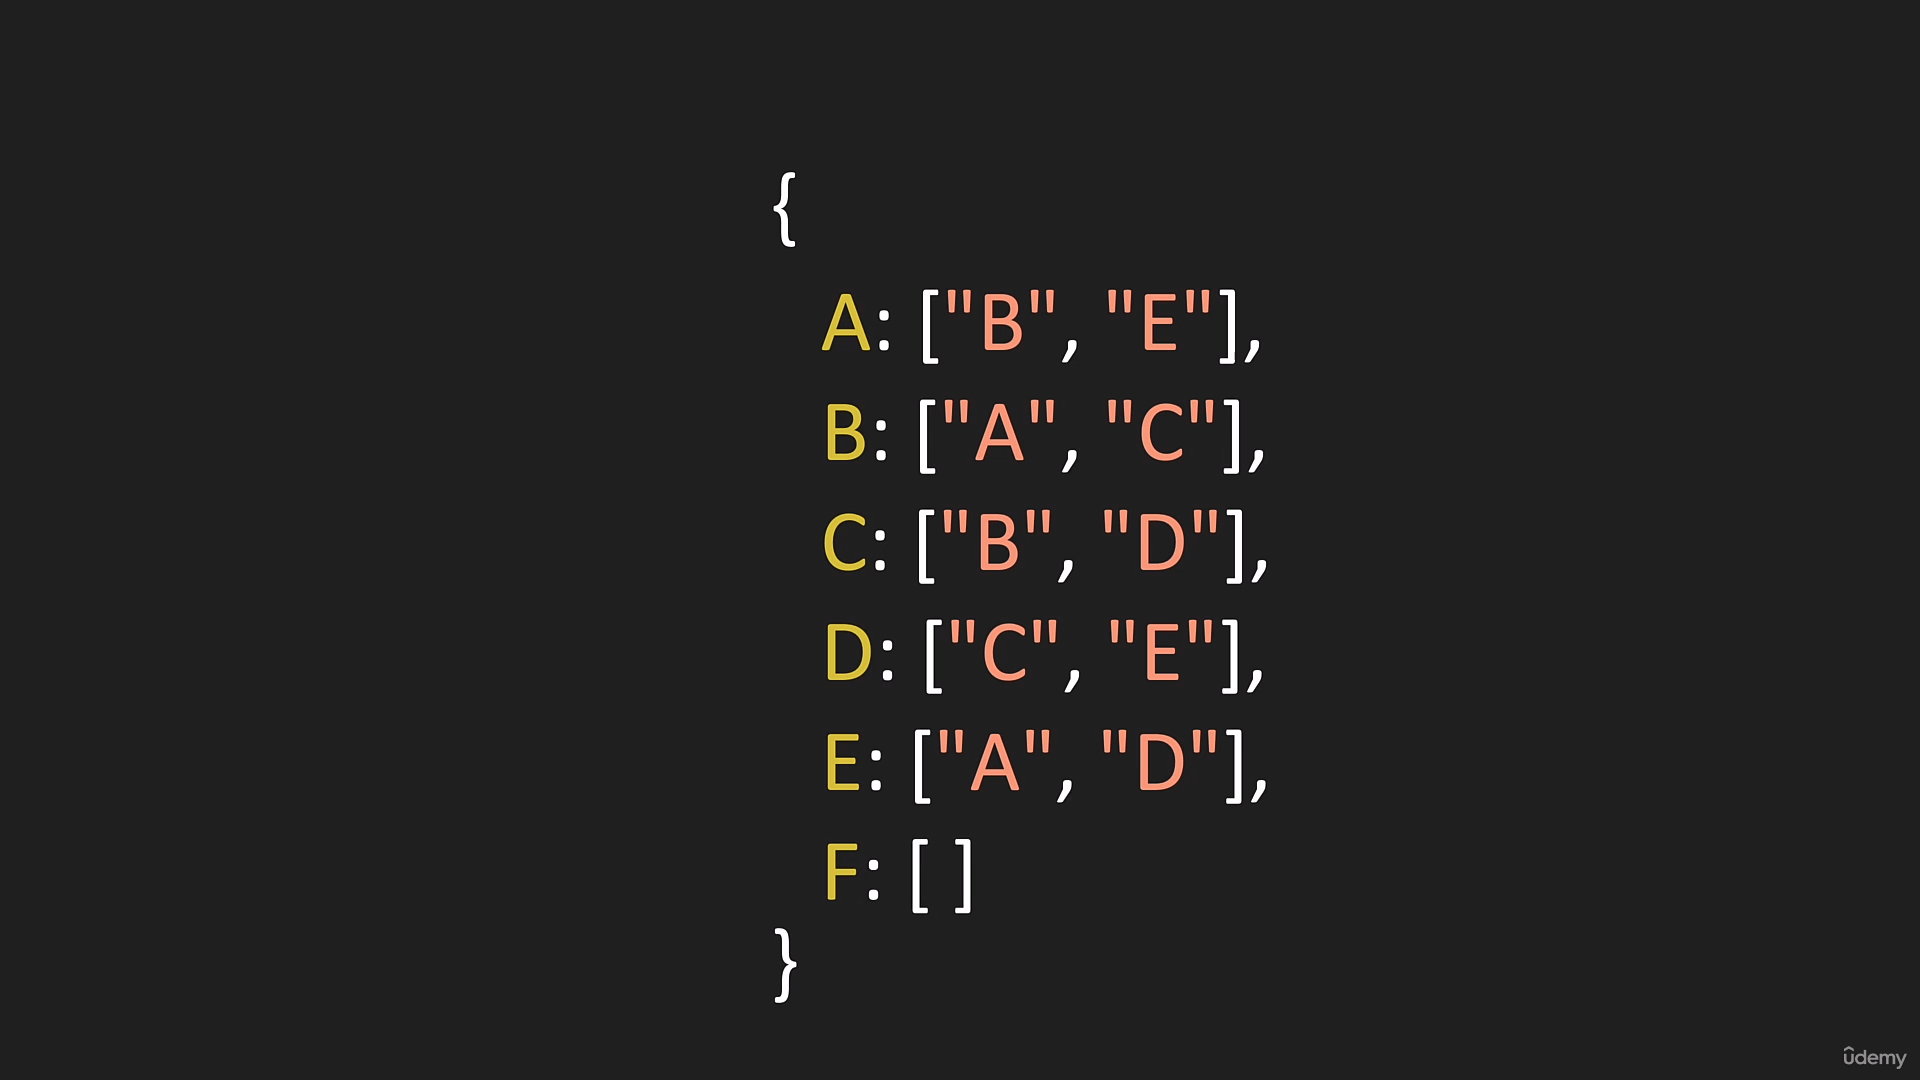 {
A: ["B", "E"],
B: ["A", "C"],
C: ["B", "D"],
D: ["C", "E"],
E: ["A", "D"],
F: [ ]
}
ûdemy